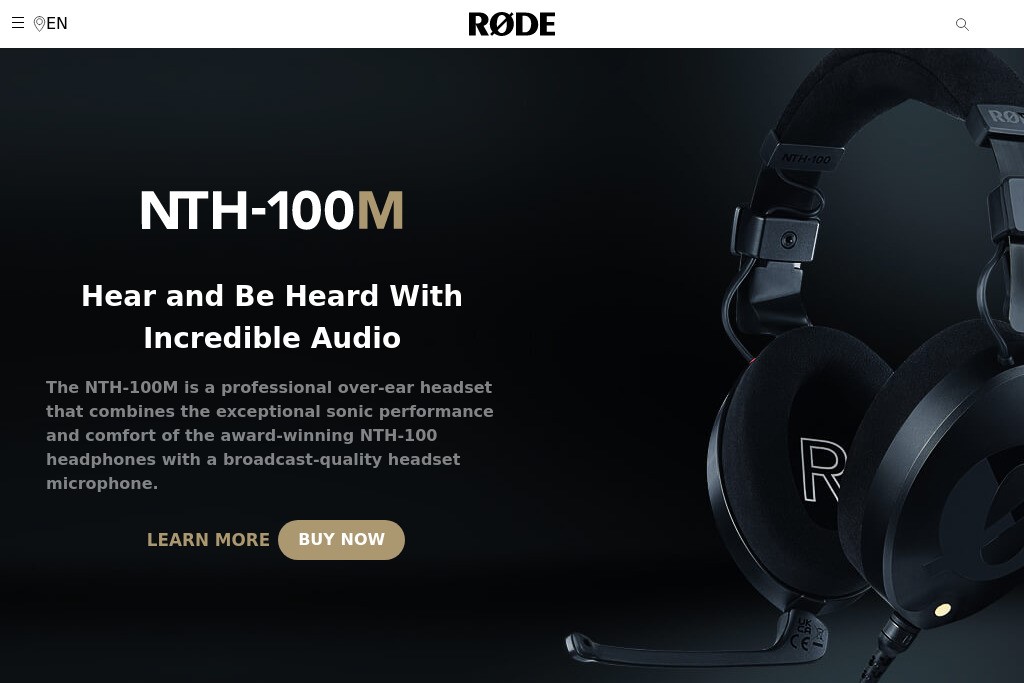 EN
RØDE
NTH-100M
Hear and Be Heard With
Incredible Audio
The NTH-100M is a professional over-ear headset
that combines the exceptional sonic performance
and comfort of the award-winning NTH-100
headphones with a broadcast-quality headset
microphone.
LEARN MORE
BUY NOW
NTH-100
R